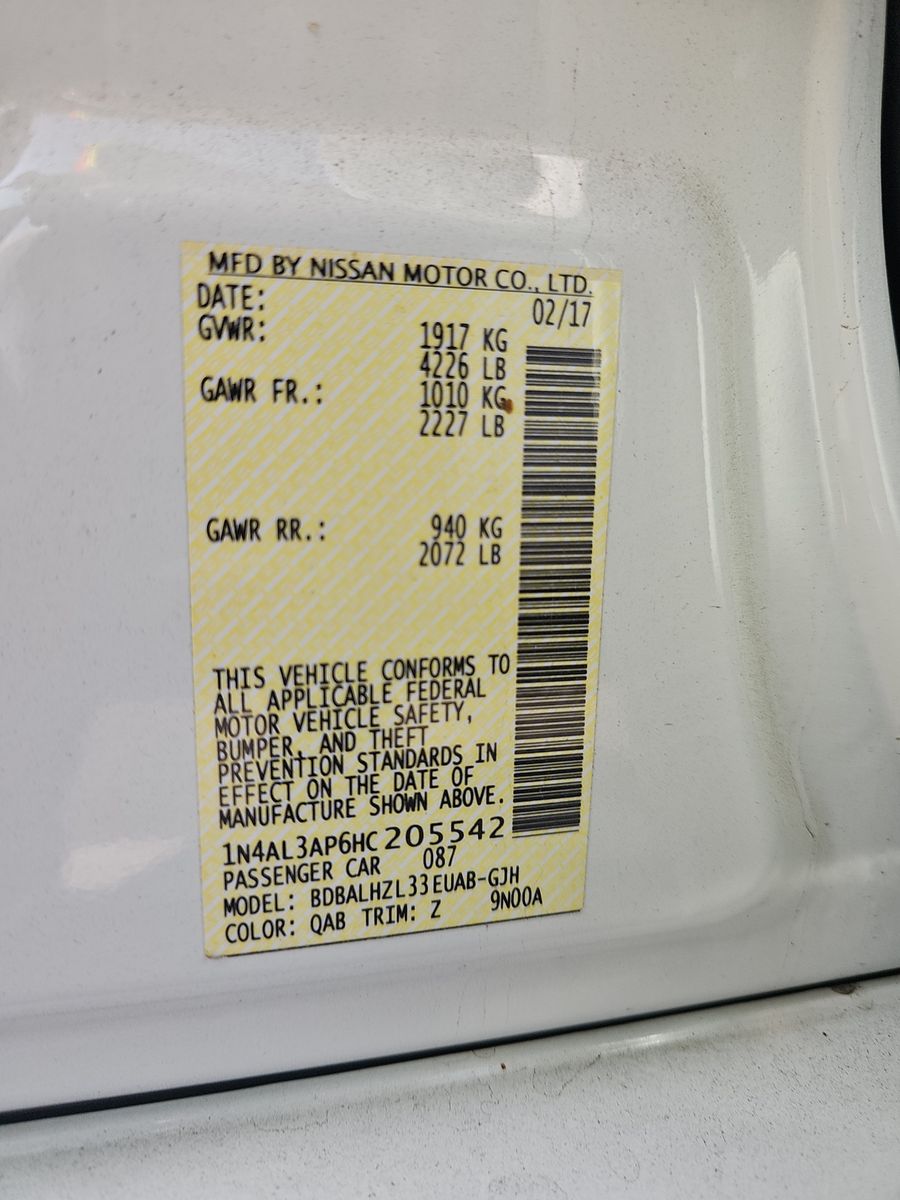 MFD BY NISSAN MOTOR CO., LTD.
DATE: 02/17
GVWR: 1917 KG
4226 LB
GAWR FR.: 1010 KG
2227 LB
GAWR RR.: 940 KG
2072 LB
THIS VEHICLE CONFORMS TO
ALL APPLICABLE FEDERAL
MOTOR VEHICLE SAFETY,
BUMPER, AND THEFT
PREVENTION STANDARDS IN
EFFECT ON THE DATE OF
MANUFACTURE SHOWN ABOVE.
1N4AL3AP6HC205542
PASSENGER CAR 087
MODEL: BDBALHZL33EUAB-GJH
COLOR: QAB TRIM: Z 9N00A